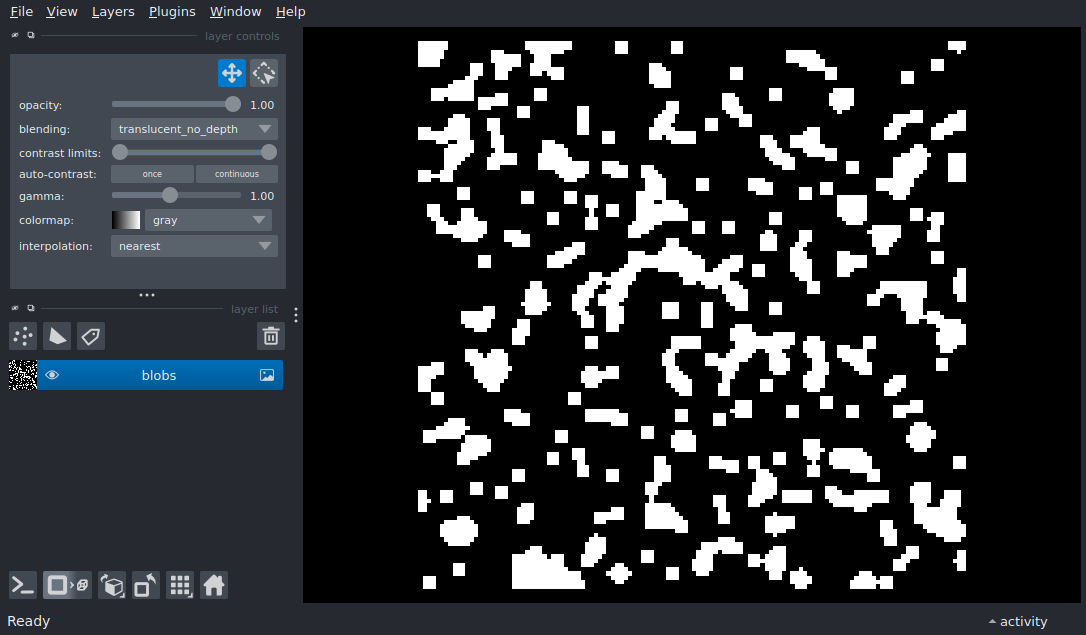 File View Layers Plugins Window Help
layer controls
opacity: 1.00
blending: translucent_no_depth
contrast limits:
auto-contrast: once continuous
gamma: 1.00
colormap: gray
interpolation: nearest
layer list
blobs
Ready activity